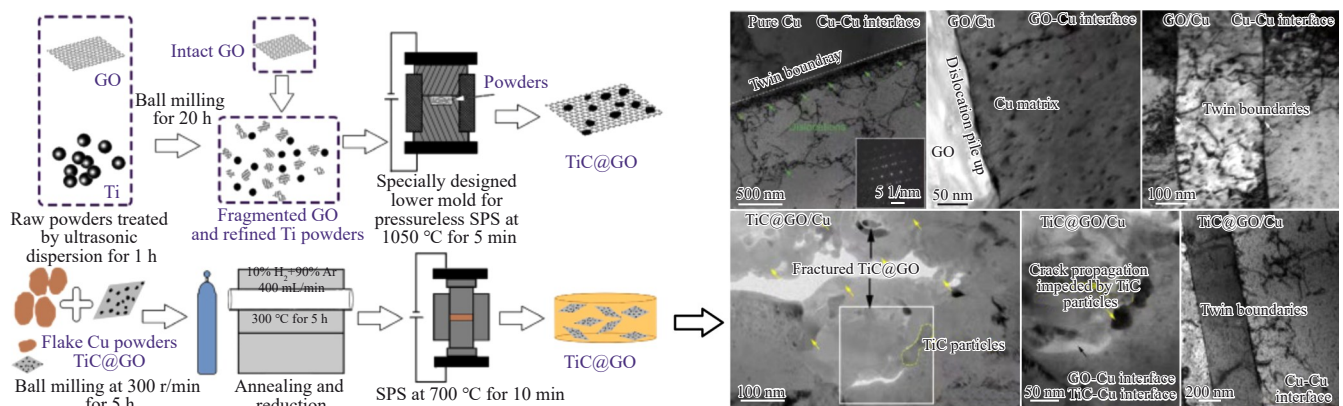 GO
Ti
Raw powders treated
by ultrasonic
dispersion for 1 h
Ball milling
for 20 h
Intact GO
Fragmented GO
and refined Ti powders
Powders
Specially designed
lower mold for
pressureless SPS at
1050 °C for 5 min
TiC@GO
Flake Cu powders
TiC@GO
Ball milling at 300 r/min
for 5 h
10% H2+90% Ar
400 mL/min
300 °C for 5 h
Annealing and
reduction
SPS at 700 °C for 10 min
TiC@GO
Pure Cu
Cu-Cu interface
Twin boundray
500 nm
5 1/nm
GO/Cu
GO-Cu interface
Dislocation pile up
Cu matrix
GO
50 nm
GO/Cu
Cu-Cu interface
Twin boundaries
100 nm
TiC@GO/Cu
Fractured TiC@GO
TiC particles
100 nm
TiC@GO/Cu
Crack propagation
impeded by TiC
particles
GO-Cu interface
TiC-Cu interface
50 nm
TiC@GO/Cu
Twin boundaries
Cu-Cu
interface
200 nm